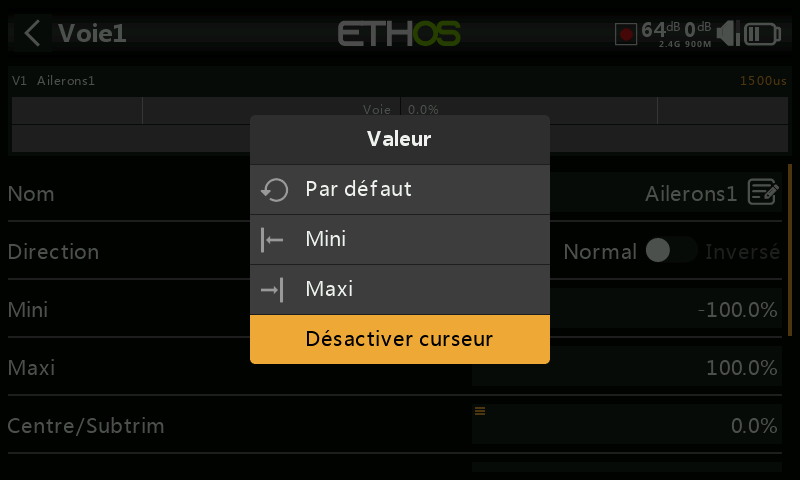 Voie1
ETHOS
64dB 0dB
2.4G 900M
V1 Ailerons1
1500us
Voie 0.0%
Valeur
Par défaut
Mini
Maxi
Désactiver curseur
Nom
Ailerons1
Direction
Normal
Inversé
Mini
-100.0%
Maxi
100.0%
Centre/Subtrim
0.0%